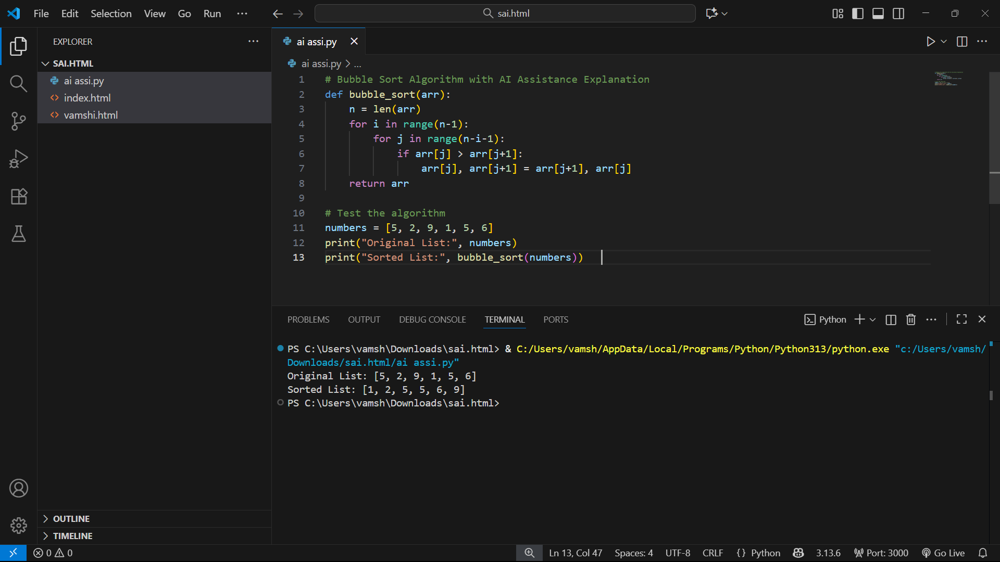 File Edit Selection View Go Run ··· sai.html
EXPLORER ···
SAI.HTML
ai assi.py
index.html
vamshi.html
OUTLINE
TIMELINE
ai assi.py
ai assi.py > ...
1 # Bubble Sort Algorithm with AI Assistance Explanation
2 def bubble_sort(arr):
3     n = len(arr)
4     for i in range(n-1):
5         for j in range(n-i-1):
6             if arr[j] > arr[j+1]:
7                 arr[j], arr[j+1] = arr[j+1], arr[j]
8     return arr
9
10 # Test the algorithm
11 numbers = [5, 2, 9, 1, 5, 6]
12 print("Original List:", numbers)
13 print("Sorted List:", bubble_sort(numbers))
PROBLEMS OUTPUT DEBUG CONSOLE TERMINAL PORTS Python
PS C:\Users\vamsh\Downloads\sai.html> & C:/Users/vamsh/AppData/Local/Programs/Python/Python313/python.exe "c:/Users/vamsh/
Downloads/sai.html/ai assi.py"
Original List: [5, 2, 9, 1, 5, 6]
Sorted List: [1, 2, 5, 5, 6, 9]
PS C:\Users\vamsh\Downloads\sai.html>
0 0 Ln 13, Col 47 Spaces: 4 UTF-8 CRLF {} Python 3.13.6 Port: 3000 Go Live